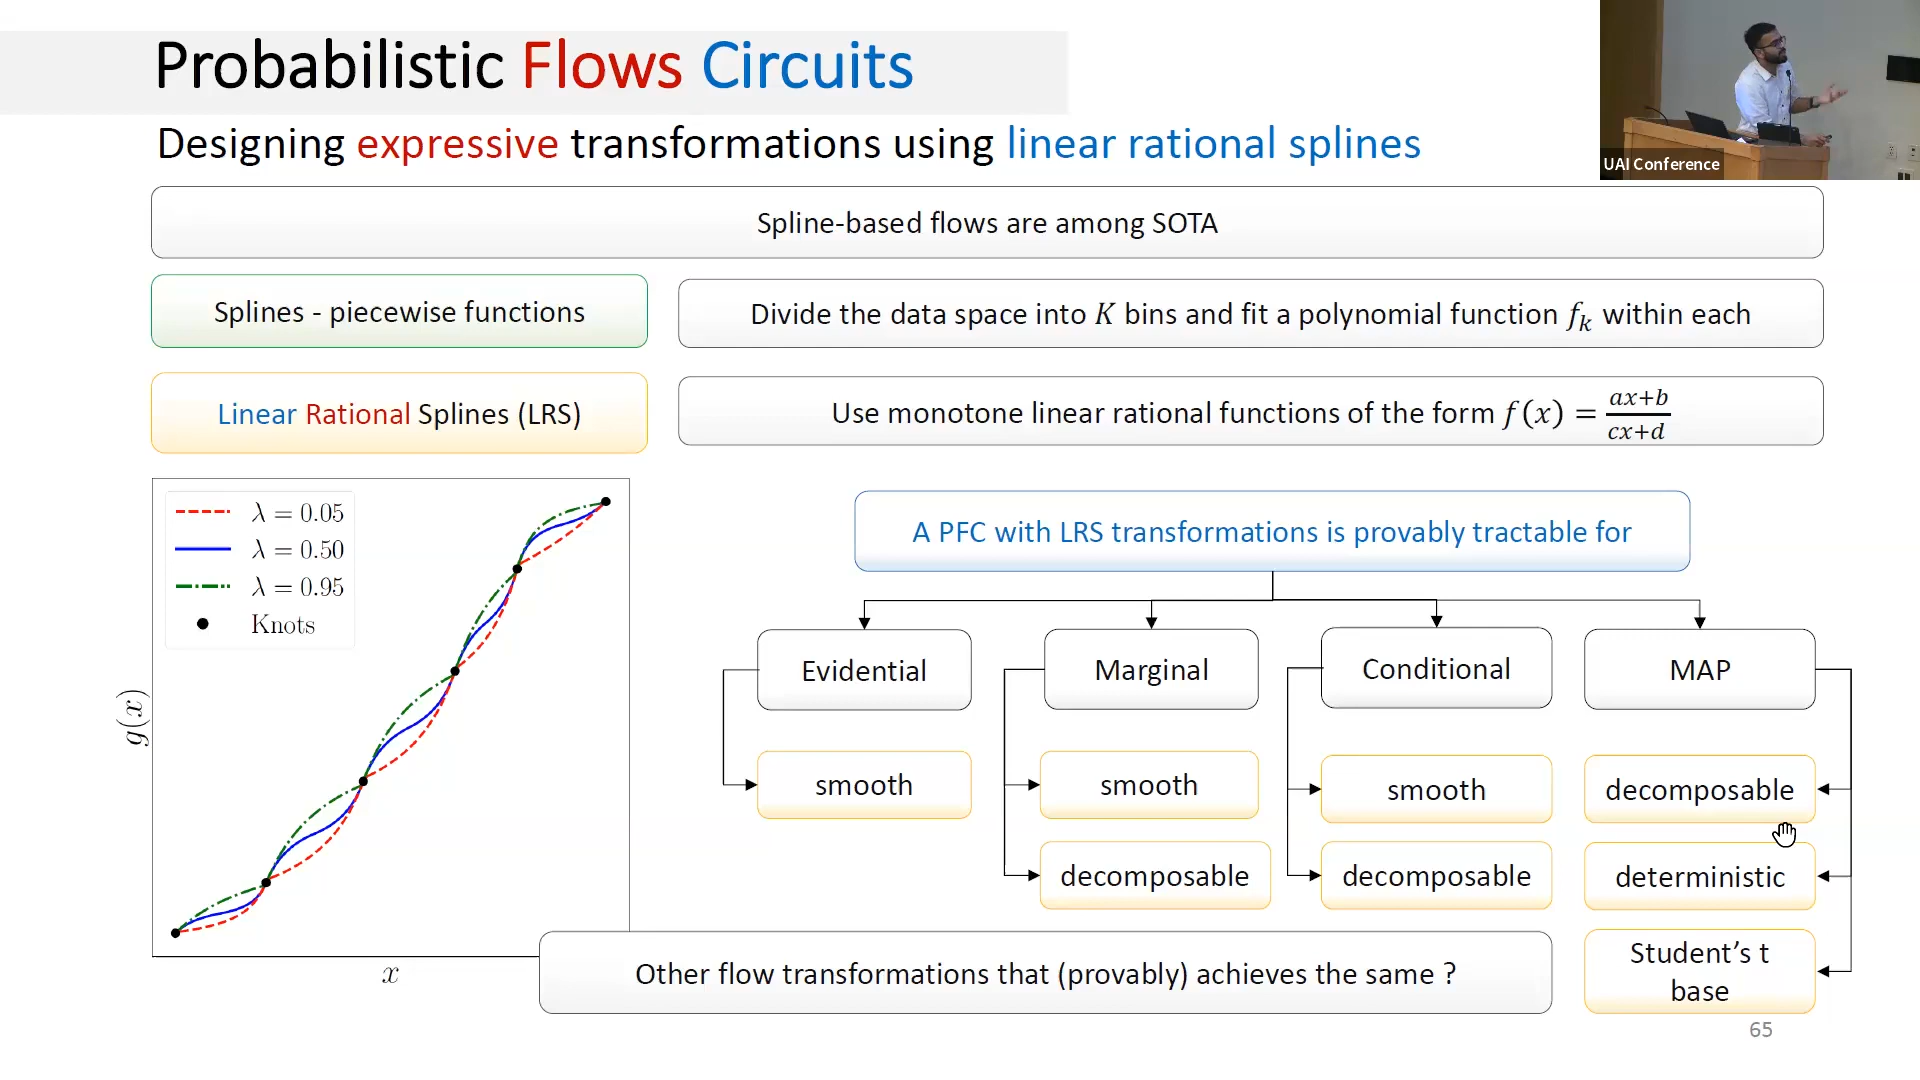 Probabilistic Flows Circuits
Designing expressive transformations using linear rational splines
UAI Conference
Spline-based flows are among SOTA
Splines - piecewise functions
Divide the data space into K bins and fit a polynomial function f_k within each
Linear Rational Splines (LRS)
Use monotone linear rational functions of the form f(x) = (ax+b)/(cx+d)
λ = 0.05
λ = 0.50
λ = 0.95
Knots
g(x)
x
A PFC with LRS transformations is provably tractable for
Evidential
Marginal
Conditional
MAP
smooth
smooth
smooth
decomposable
decomposable
decomposable
deterministic
Student’s t
base
Other flow transformations that (provably) achieves the same ?
65